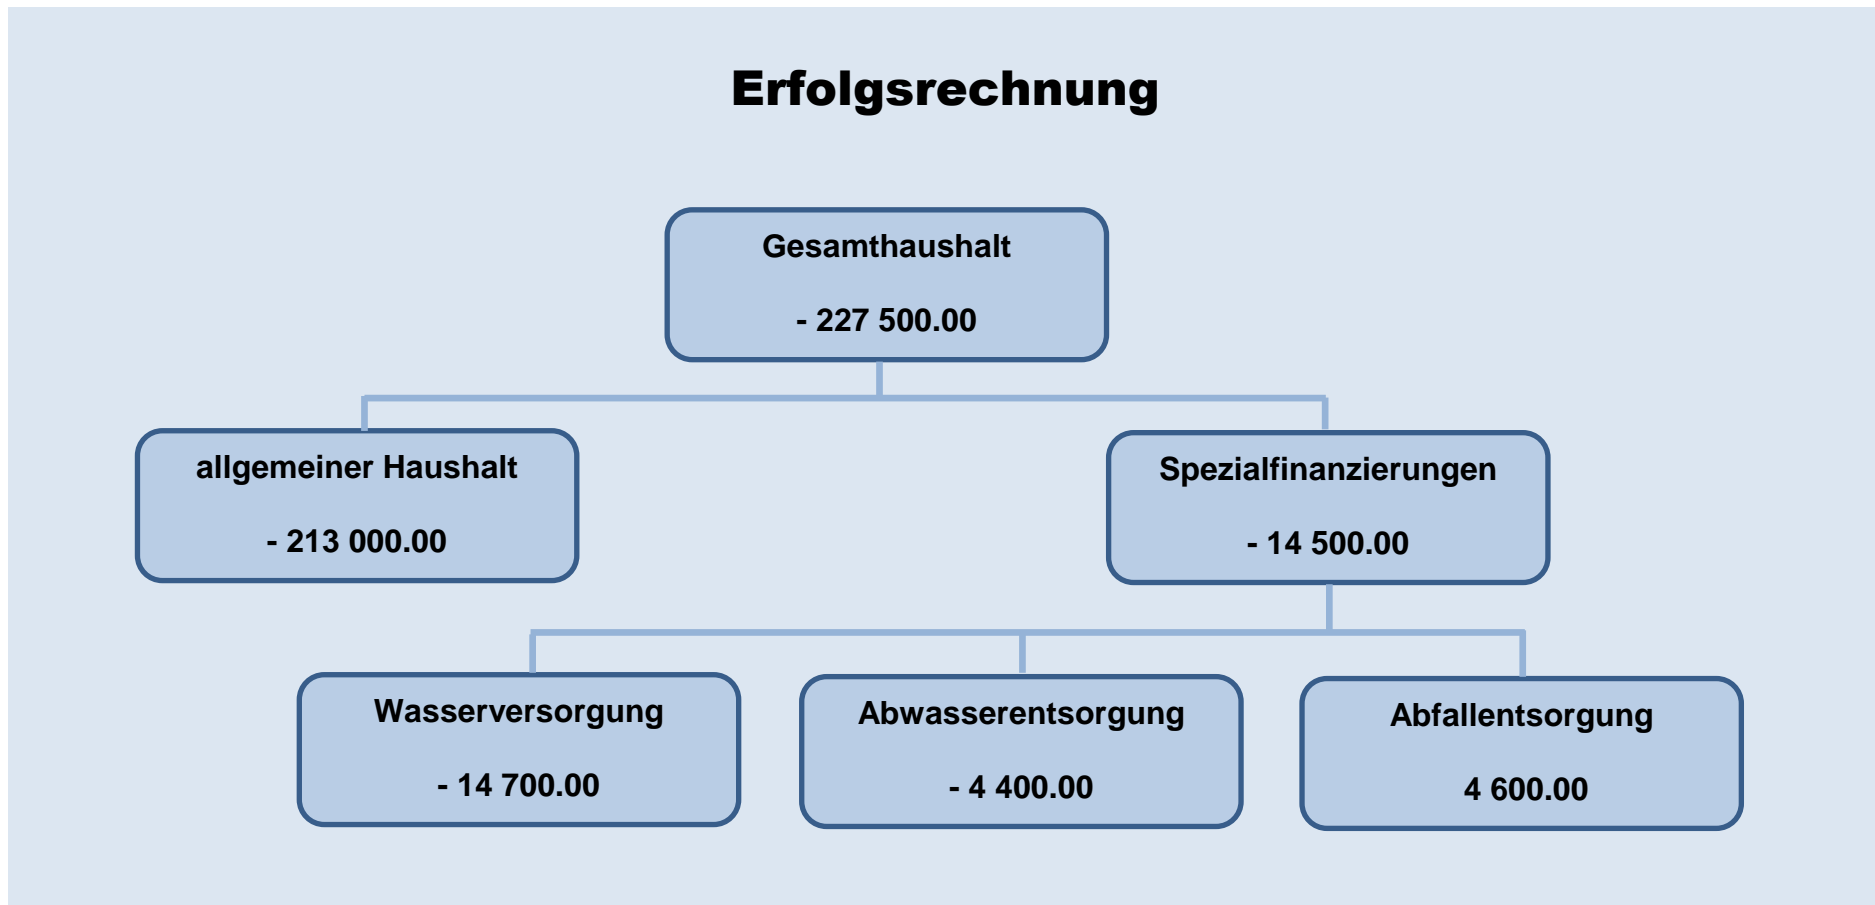 Erfolgsrechnung
Gesamthaushalt
- 227 500.00
allgemeiner Haushalt
- 213 000.00
Spezialfinanzierungen
- 14 500.00
Wasserversorgung
- 14 700.00
Abwasserentsorgung
- 4 400.00
Abfallentsorgung
4 600.00